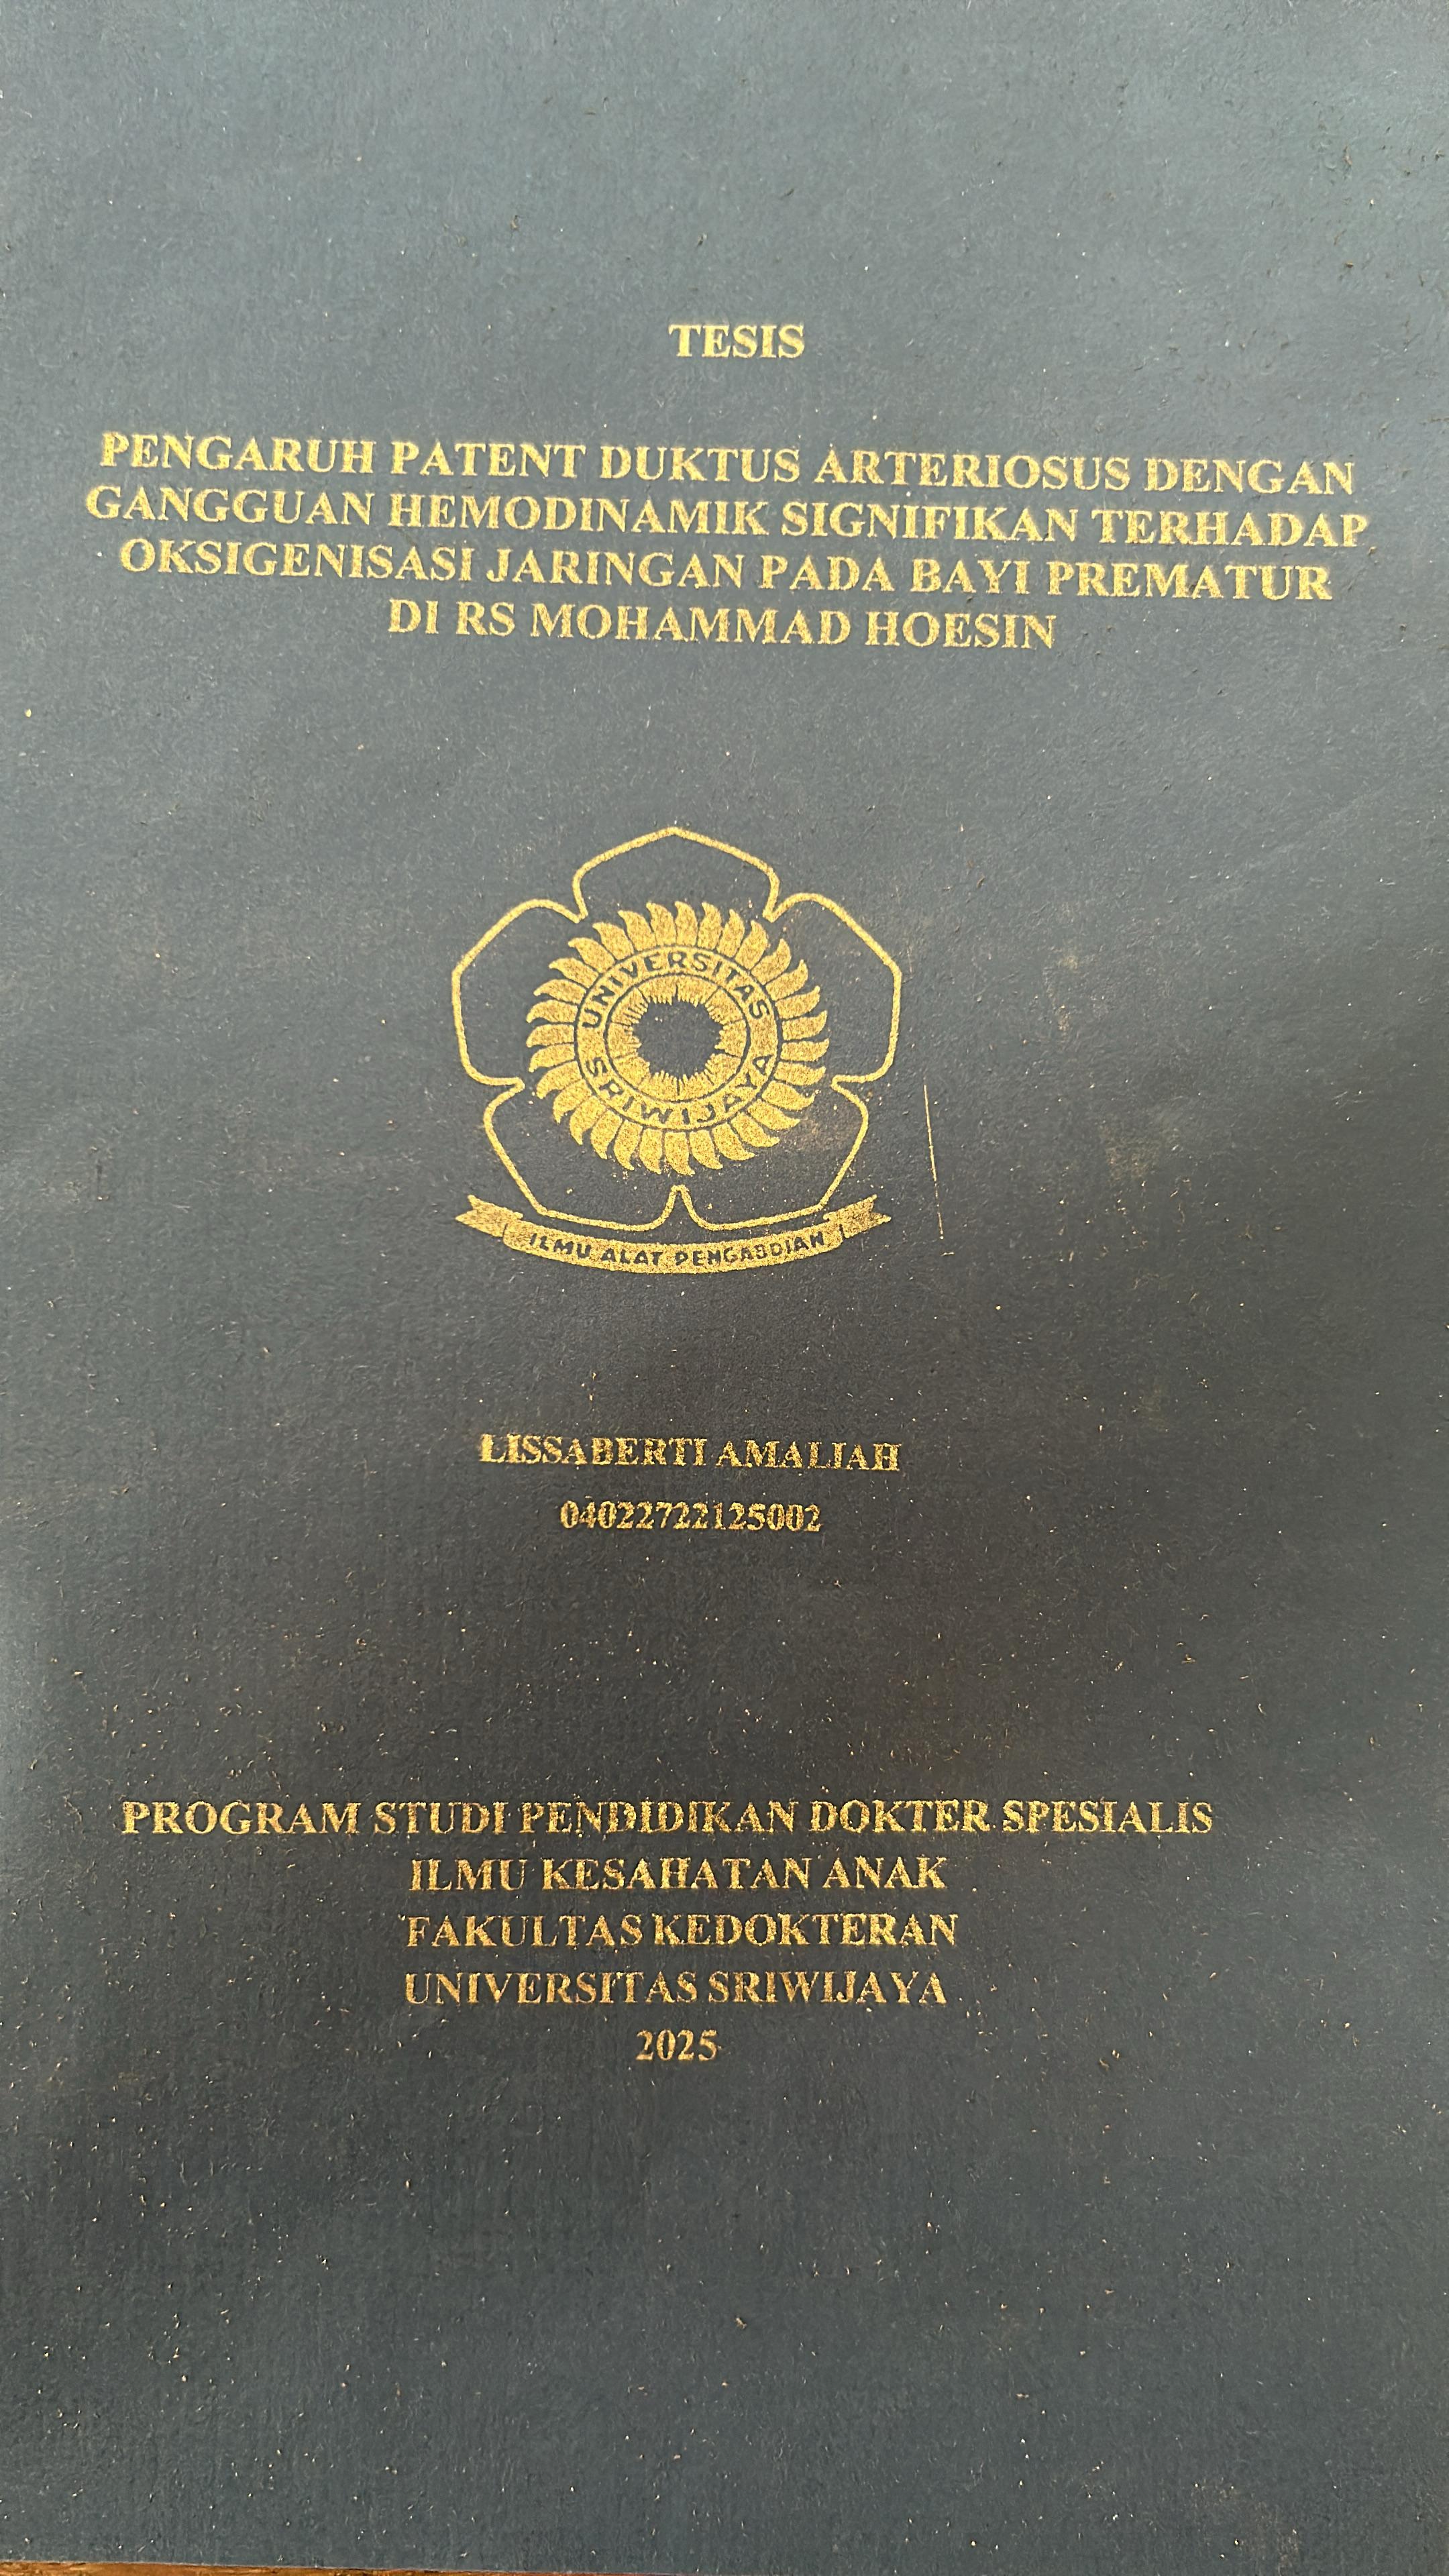 TESIS
PENGARUH PATENT DUKTUS ARTERIOSUS DENGAN
GANGGUAN HEMODINAMIK SIGNIFIKAN TERHADAP
OKSIGENISASI JARINGAN PADA BAYI PREMATUR
DI RS MOHAMMAD HOESIN
UNIVERSITAS
SRIWIJAYA
ILMU ALAT PENGABDIAN
LISSABERTI AMALIAH
04022722125002
PROGRAM STUDI PENDIDIKAN DOKTER SPESIALIS
ILMU KESAHATAN ANAK
FAKULTAS KEDOKTERAN
UNIVERSITAS SRIWIJAYA
2025